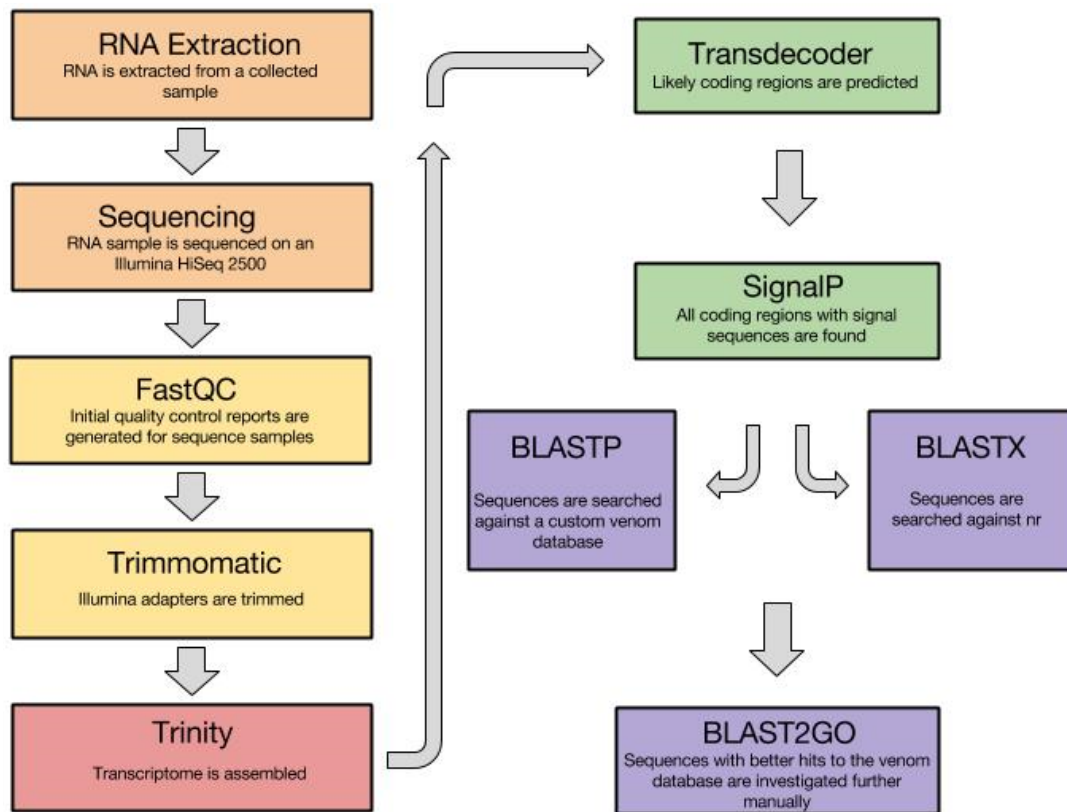 RNA Extraction
RNA is extracted from a collected
sample
Sequencing
RNA sample is sequenced on an
Illumina HiSeq 2500
FastQC
Initial quality control reports are
generated for sequence samples
Trimmomatic
Illumina adapters are trimmed
Trinity
Transcriptome is assembled
Transdecoder
Likely coding regions are predicted
SignalP
All coding regions with signal
sequences are found
BLASTP
Sequences are searched
against a custom venom
database
BLASTX
Sequences are
searched against nr
BLAST2GO
Sequences with better hits to the venom
database are investigated further
manually